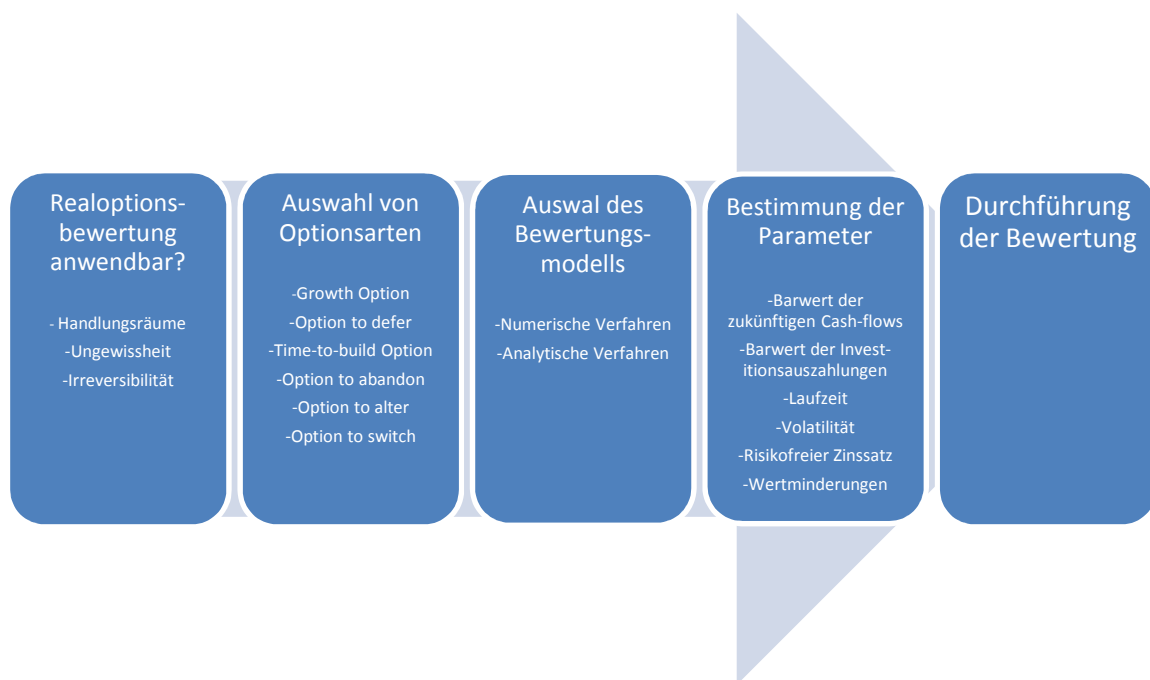 Realoptions-
bewertung
anwendbar?
- Handlungsräume
-Ungewissheit
-Irreversibilität
Auswahl von
Optionsarten
-Growth Option
-Option to defer
-Time-to-build Option
-Option to abandon
-Option to alter
-Option to switch
Auswal des
Bewertungs-
modells
-Numerische Verfahren
-Analytische Verfahren
Bestimmung der
Parameter
-Barwert der
zukünftigen Cash-flows
-Barwert der Invest-
itionsauszahlungen
-Laufzeit
-Volatilität
-Risikofreier Zinssatz
-Wertminderungen
Durchführung
der Bewertung